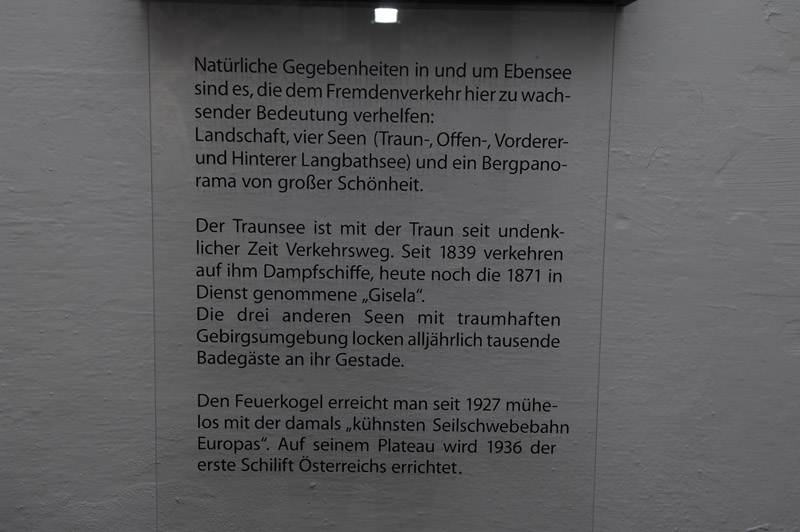 Natürliche Gegebenheiten in und um Ebensee
sind es, die dem Fremdenverkehr hier zu wach-
sender Bedeutung verhelfen:
Landschaft, vier Seen (Traun-, Offen-, Vorderer-
und Hinterer Langbathsee) und ein Bergpano-
rama von großer Schönheit.
Der Traunsee ist mit der Traun seit undenk-
licher Zeit Verkehrsweg. Seit 1839 verkehren
auf ihm Dampfschiffe, heute noch die 1871 in
Dienst genommene „Gisela“.
Die drei anderen Seen mit traumhaften
Gebirgsumgebung locken alljährlich tausende
Badegäste an ihr Gestade.
Den Feuerkogel erreicht man seit 1927 mühe-
los mit der damals „kühnsten Seilschwebebahn
Europas“. Auf seinem Plateau wird 1936 der
erste Schilift Österreichs errichtet.